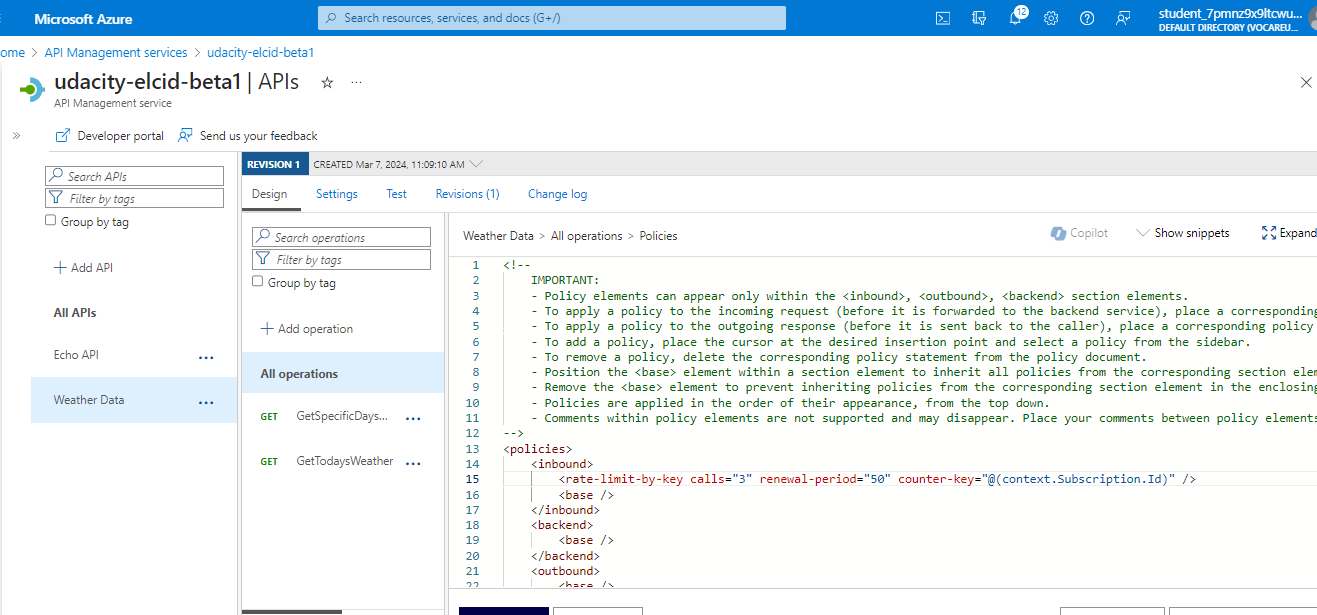 Microsoft Azure
Search resources, services, and docs (G+/)
12
student_7pmnz9x9ltcwu...
DEFAULT DIRECTORY (VOCAREU...
ome > API Management services > udacity-elcid-beta1
udacity-elcid-beta1 | APIs ☆ ...
API Management service
» Developer portal Send us your feedback
Search APIs
Filter by tags
Group by tag
+ Add API
All APIs
Echo API ...
Weather Data ...
REVISION 1 CREATED Mar 7, 2024, 11:09:10 AM
Design Settings Test Revisions (1) Change log
Search operations
Filter by tags
Group by tag
+ Add operation
All operations
GET GetSpecificDays... ...
GET GetTodaysWeather ...
Weather Data > All operations > Policies
Copilot Show snippets Expand
1 <!--
2 IMPORTANT:
3 - Policy elements can appear only within the <inbound>, <outbound>, <backend> section elements.
4 - To apply a policy to the incoming request (before it is forwarded to the backend service), place a corresponding
5 - To apply a policy to the outgoing response (before it is sent back to the caller), place a corresponding policy
6 - To add a policy, place the cursor at the desired insertion point and select a policy from the sidebar.
7 - To remove a policy, delete the corresponding policy statement from the policy document.
8 - Position the <base> element within a section element to inherit all policies from the corresponding section elem
9 - Remove the <base> element to prevent inheriting policies from the corresponding section element in the enclosing
10 - Policies are applied in the order of their appearance, from the top down.
11 - Comments within policy elements are not supported and may disappear. Place your comments between policy elements
12 -->
13 <policies>
14 <inbound>
15 <rate-limit-by-key calls="3" renewal-period="50" counter-key="@(context.Subscription.Id)" />
16 <base />
17 </inbound>
18 <backend>
19 <base />
20 </backend>
21 <outbound>
22 <base />